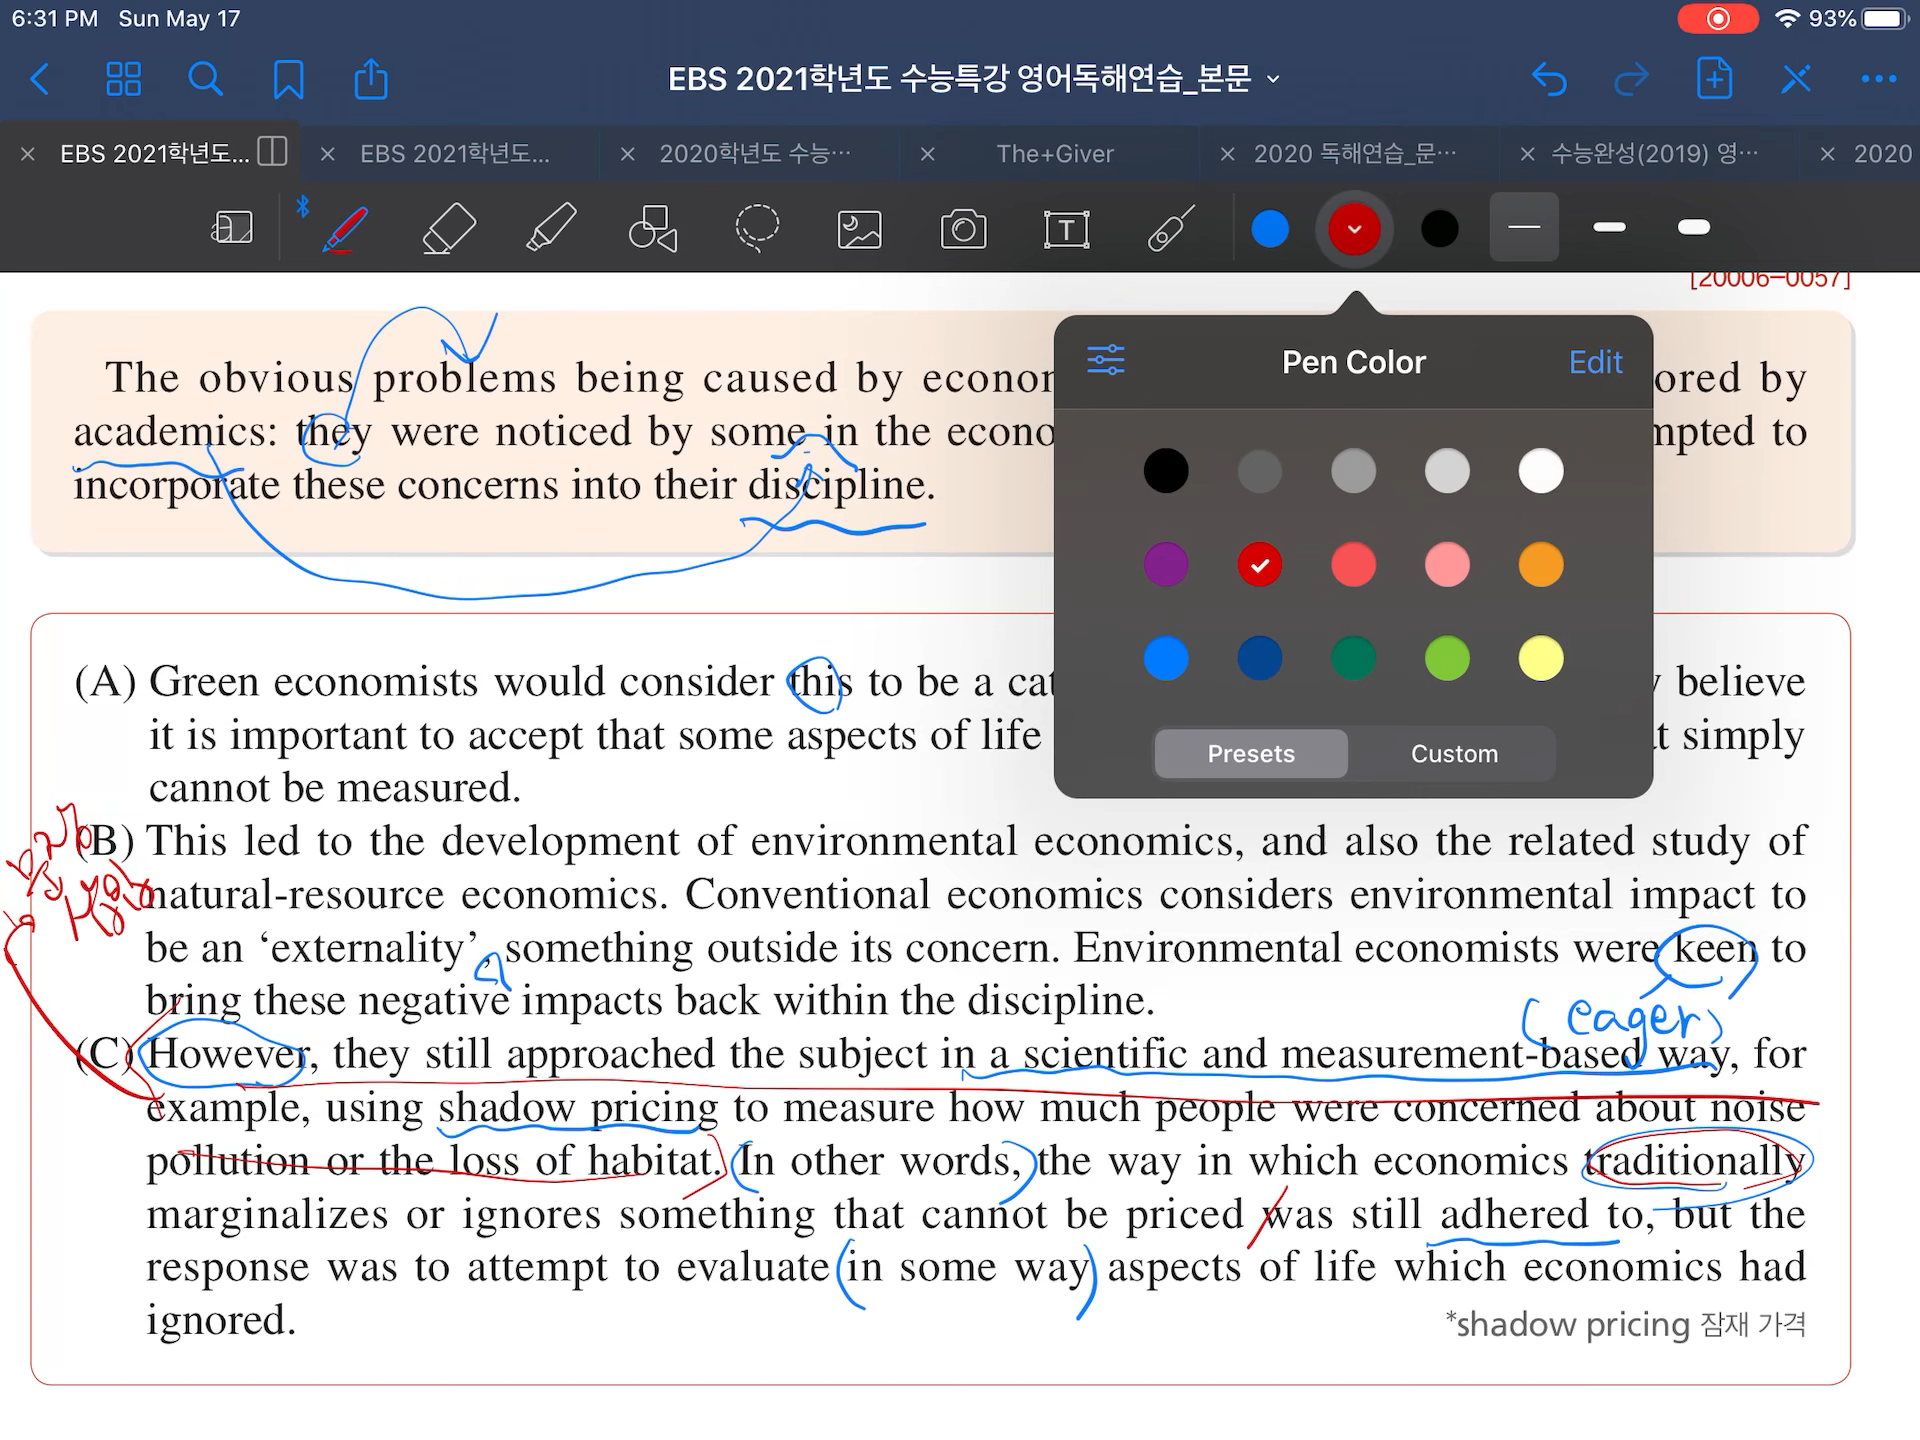 6:31 PM Sun May 17
93%
EBS 2021학년도 수능특강 영어독해연습_본문
EBS 2021학년도...
EBS 2021학년도...
2020학년도 수능...
The+Giver
2020 독해연습_문...
수능완성(2019) 영...
2020
T
[20006-0057]
The obvious problems being caused by econor ored by
academics: they were noticed by some in the econo mpted to
incorporate these concerns into their discipline.
Pen Color
Edit
Presets
Custom
(A) Green economists would consider this to be a cat believe
it is important to accept that some aspects of life t simply
cannot be measured.
(B) This led to the development of environmental economics, and also the related study of
natural-resource economics. Conventional economics considers environmental impact to
be an ‘externality’, something outside its concern. Environmental economists were keen to
bring these negative impacts back within the discipline.
(eager)
(C) However, they still approached the subject in a scientific and measurement-based way, for
example, using shadow pricing to measure how much people were concerned about noise
pollution or the loss of habitat. In other words, the way in which economics traditionally
marginalizes or ignores something that cannot be priced was still adhered to, but the
response was to attempt to evaluate (in some way) aspects of life which economics had
ignored.
*shadow pricing 잠재 가격